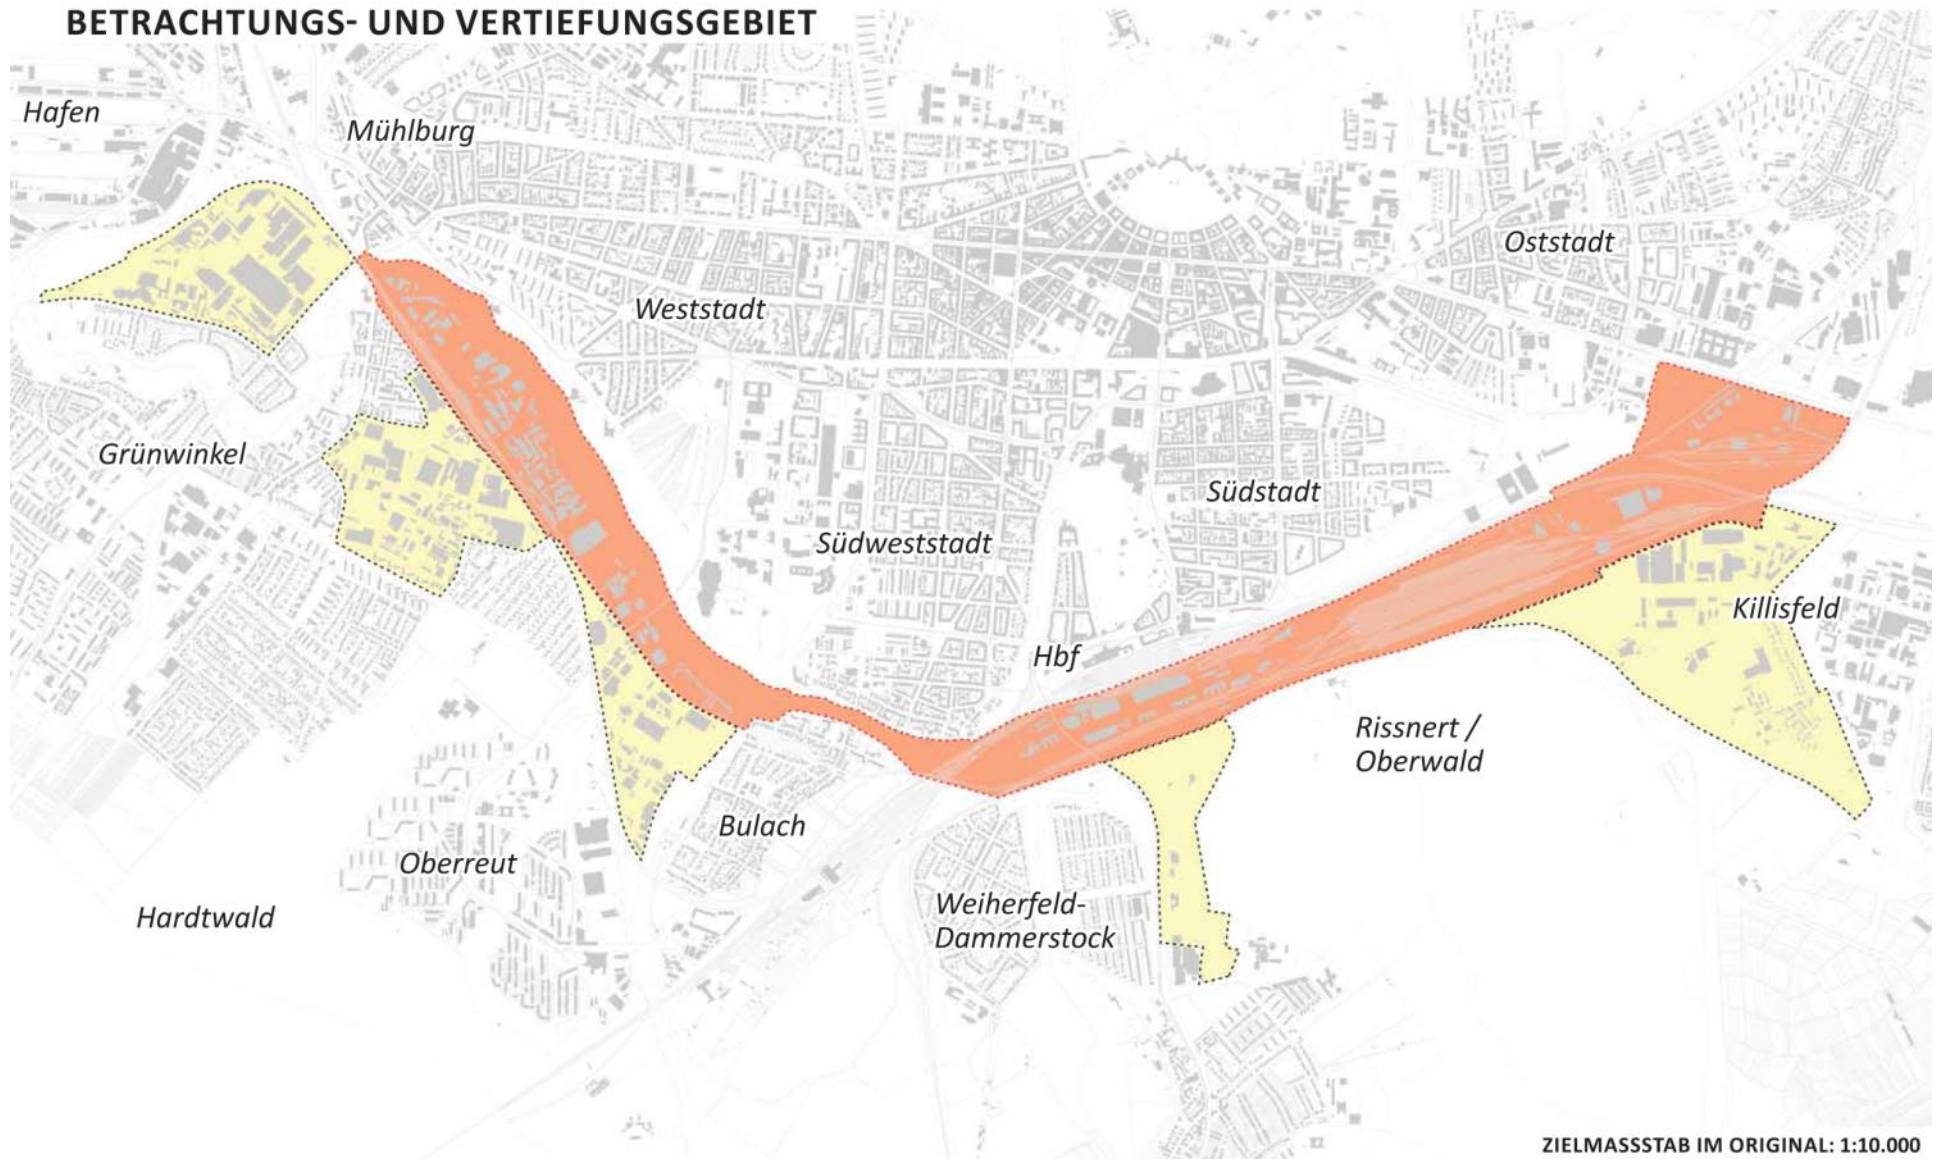 BETRACHTUNGS- UND VERTIEFUNGSGEBIET
Hafen
Mühlburg
Oststadt
Weststadt
Grünwinkel
Südstadt
Südweststadt
Killisfeld
Hbf
Rissnert /
Oberwald
Bulach
Oberreut
Hardtwald
Weiherfeld-
Dammerstock
ZIELMASSSTAB IM ORIGINAL: 1:10.000